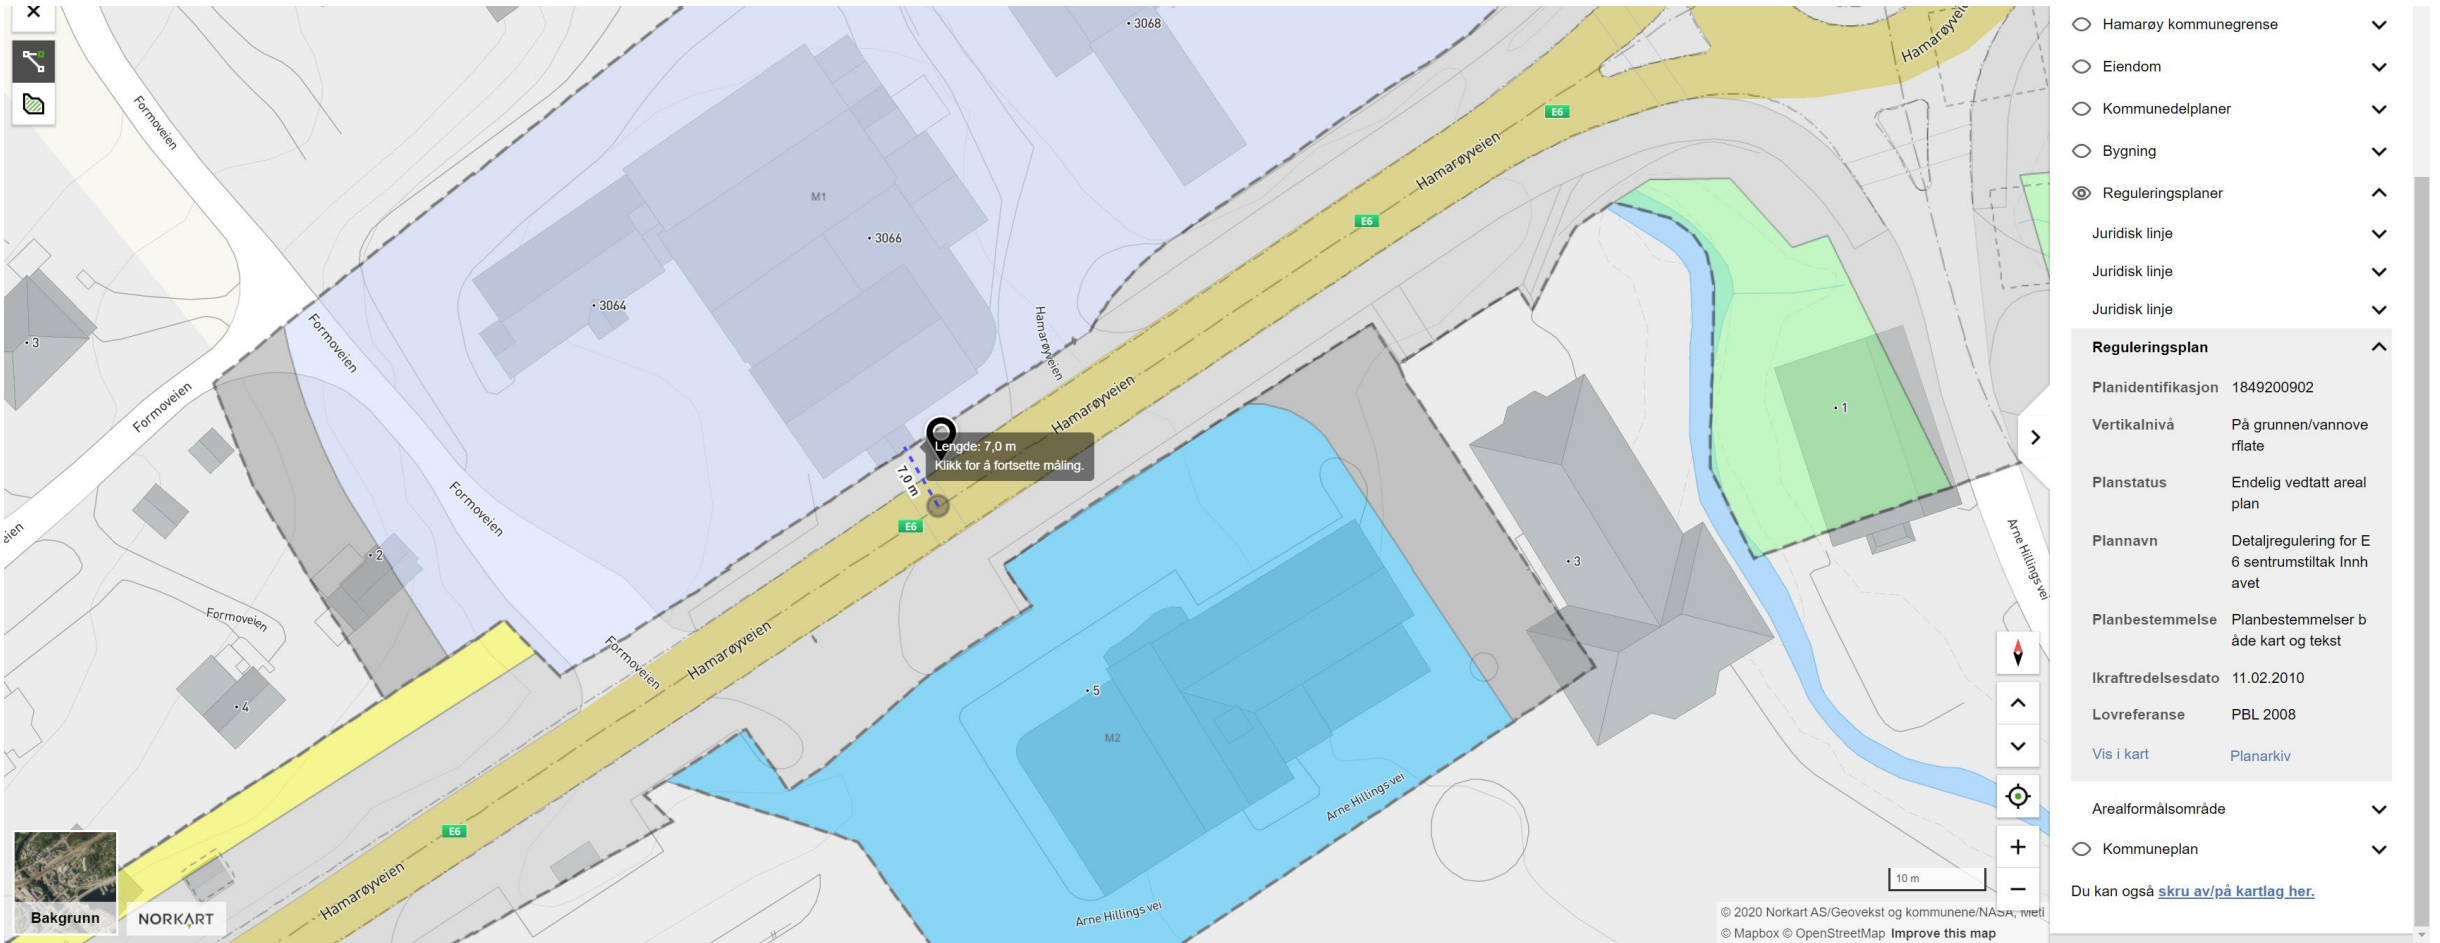 Hamarøyveien
3068
Formoveien
E6
Hamarøyveien
M1
E6
3066
3064
Formoveien
Hamarøyveien
3
Formoveien
Hamarøyveien
1
Lengde: 7,0 m
Klikk for å fortsette måling.
7,0 m
E6
Formoveien
2
3
Arne Hillings vei
Formoveien
Formoveien
Hamarøyveien
4
5
M2
Arne Hillings vei
E6
Hamarøyveien
Arne Hillings vei
10 m
Bakgrunn
NORKART
© 2020 Norkart AS/Geovekst og kommunene/NASA, Meti
© Mapbox © OpenStreetMap Improve this map
Hamarøy kommunegrense
Eiendom
Kommunedelplaner
Bygning
Reguleringsplaner
Juridisk linje
Juridisk linje
Juridisk linje
Reguleringsplan
Planidentifikasjon 1849200902
Vertikalnivå På grunnen/vannove
rflate
Planstatus Endelig vedtatt areal
plan
Plannavn Detaljregulering for E
6 sentrumstiltak Innh
avet
Planbestemmelse Planbestemmelser b
åde kart og tekst
Ikraftredelsesdato 11.02.2010
Lovreferanse PBL 2008
Vis i kart Planarkiv
Arealformålsområde
Kommuneplan
Du kan også skru av/på kartlag her.